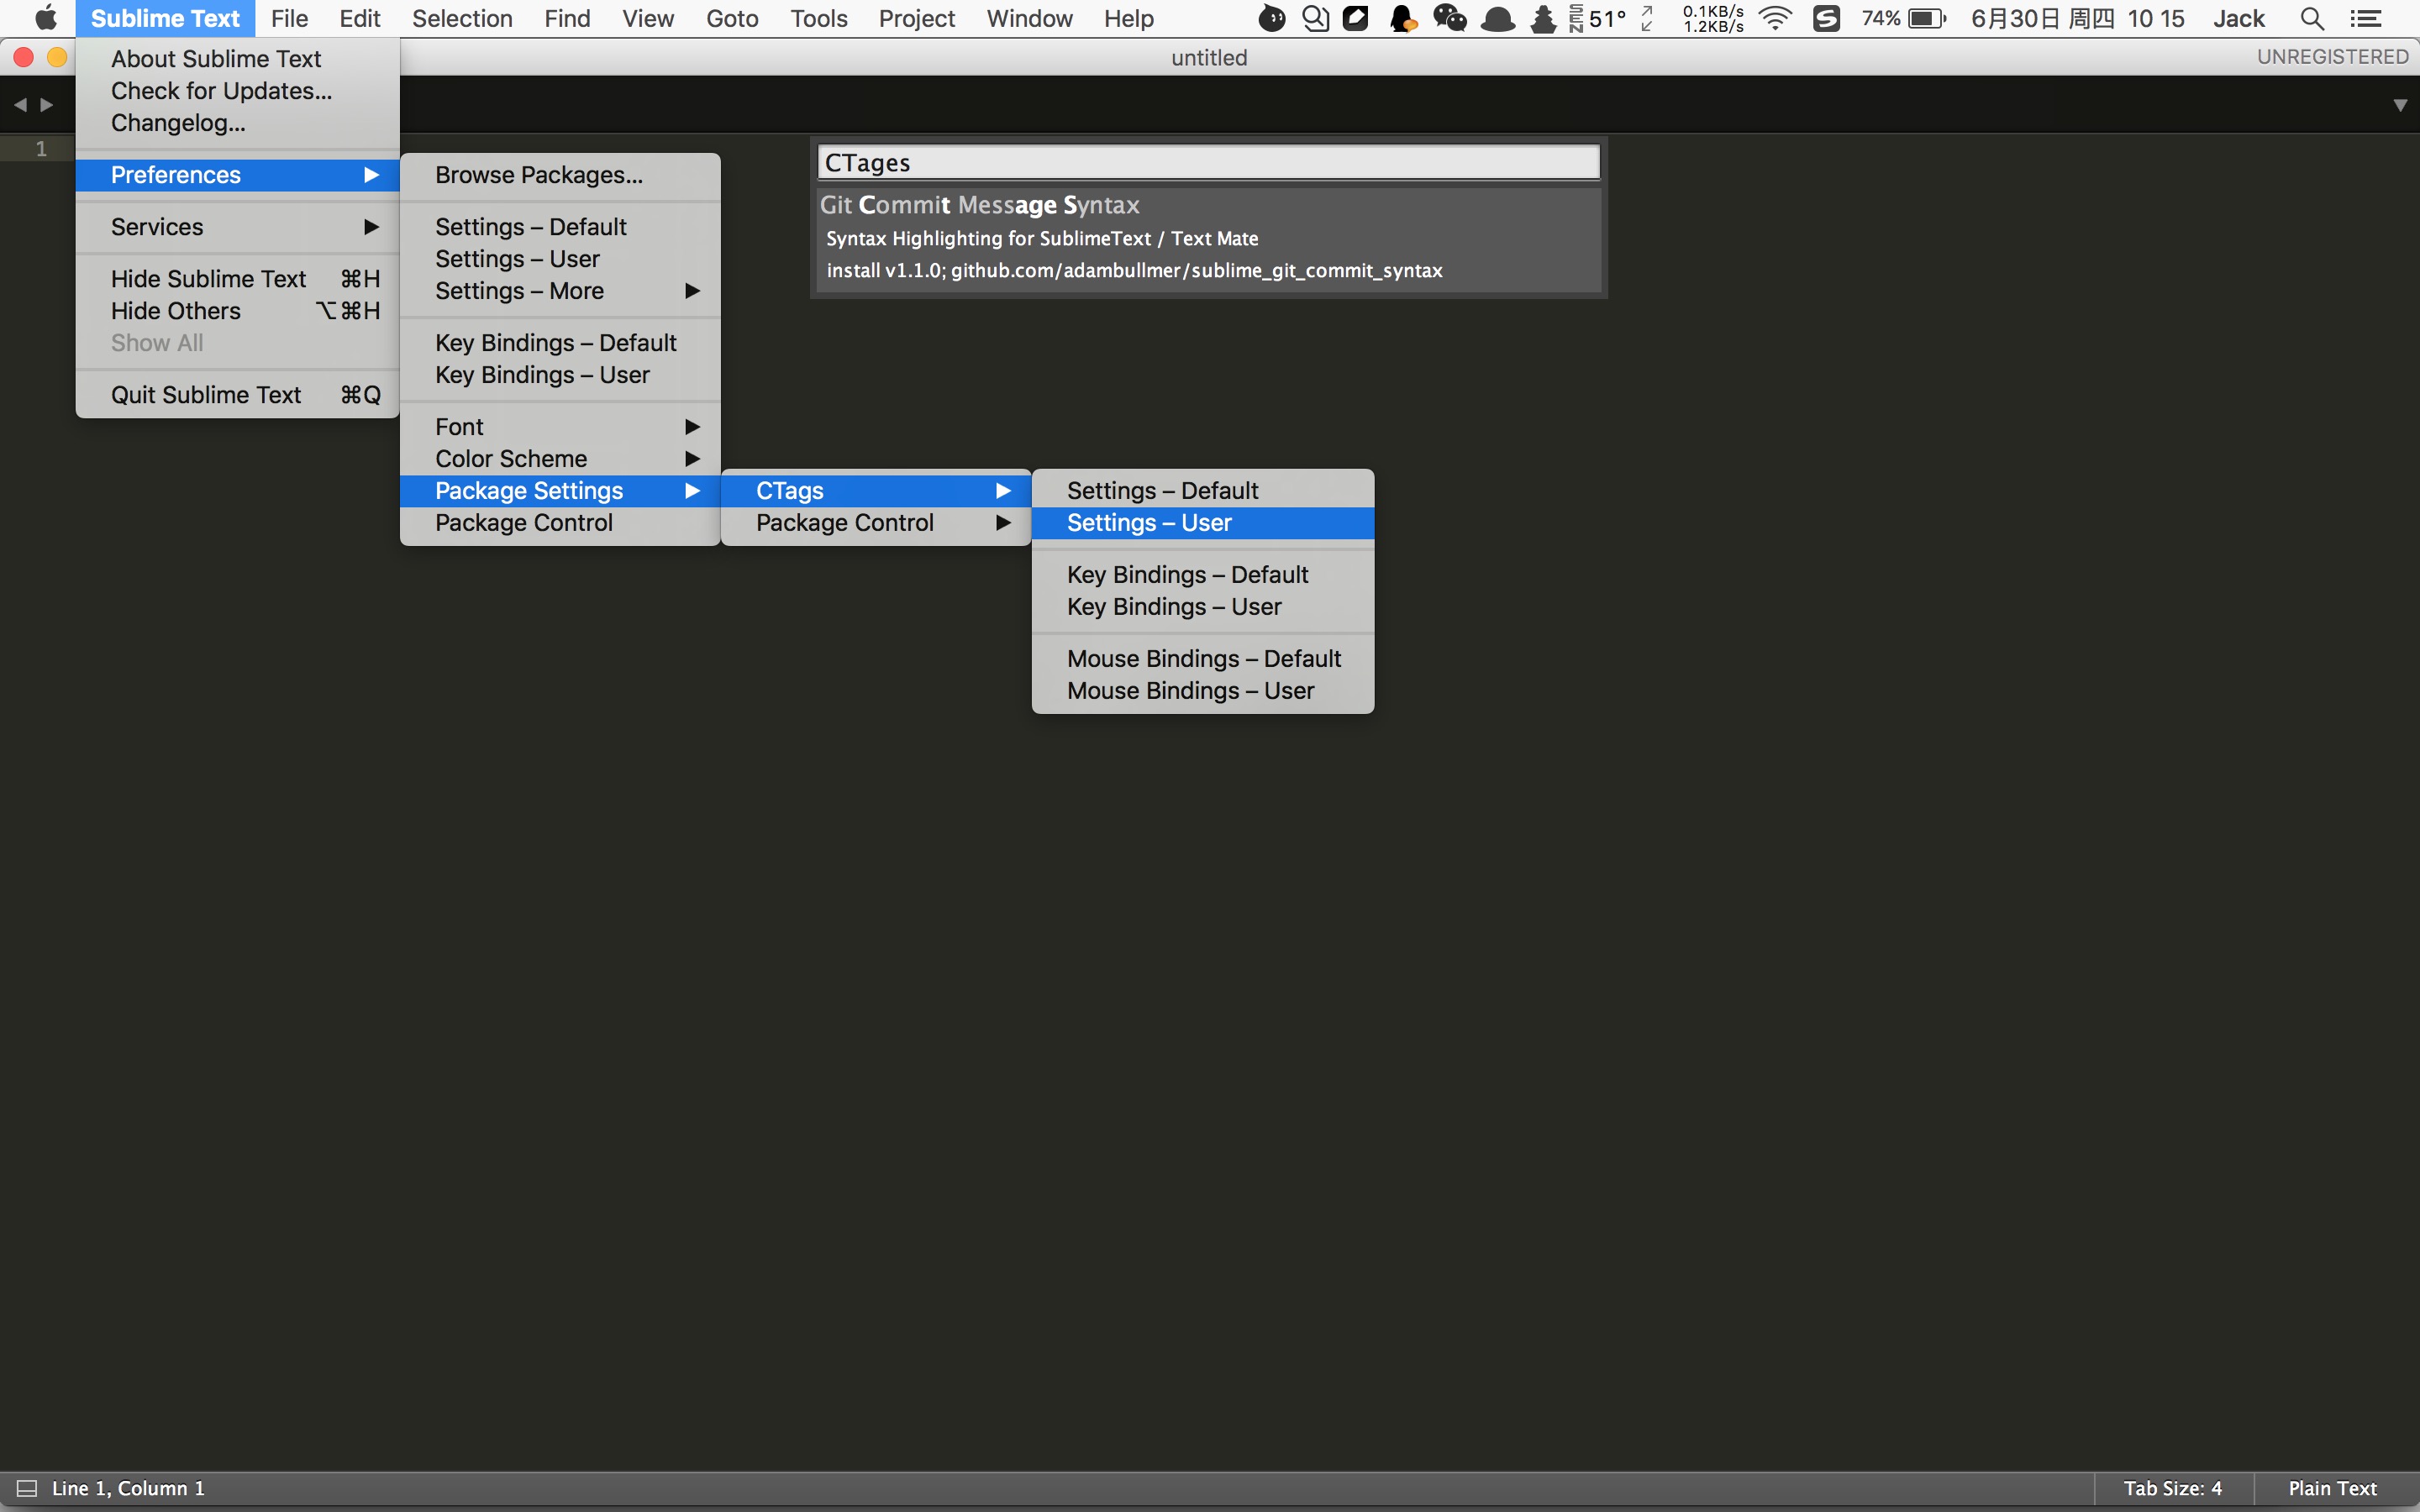 Sublime Text File Edit Selection Find View Goto Tools Project Window Help SEN 51° 0.1KB/s 1.2KB/s 74% 6月30日 周四 10 15 Jack
untitled UNREGISTERED
About Sublime Text
Check for Updates...
Changelog...
Preferences
Services
Hide Sublime Text ⌘H
Hide Others ⌥⌘H
Show All
Quit Sublime Text ⌘Q
1
Browse Packages...
Settings – Default
Settings – User
Settings – More
Key Bindings – Default
Key Bindings – User
Font
Color Scheme
Package Settings
Package Control
CTags
Package Control
Settings – Default
Settings – User
Key Bindings – Default
Key Bindings – User
Mouse Bindings – Default
Mouse Bindings – User
CTages
Git Commit Message Syntax
Syntax Highlighting for SublimeText / Text Mate
install v1.1.0; github.com/adambullmer/sublime_git_commit_syntax
Line 1, Column 1 Tab Size: 4 Plain Text